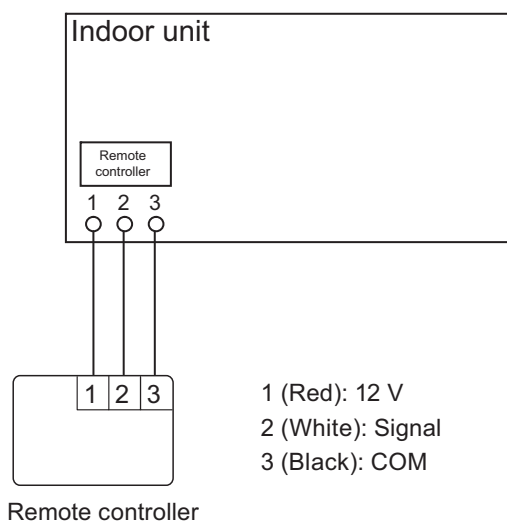 Indoor unit
Remote
controller
1 2 3
1 2 3
1 (Red): 12 V
2 (White): Signal
3 (Black): COM
Remote controller